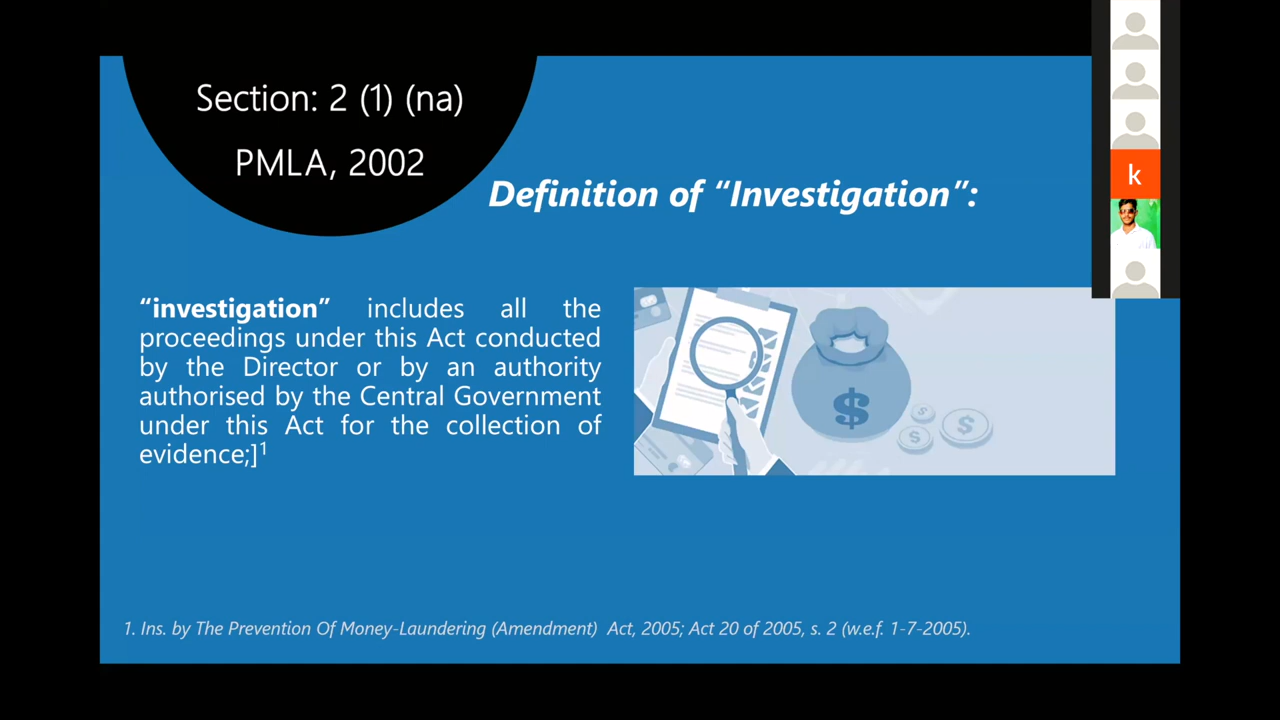 Section: 2 (1) (na)
PMLA, 2002
Definition of “Investigation”:
k
“investigation” includes all the
proceedings under this Act conducted
by the Director or by an authority
authorised by the Central Government
under this Act for the collection of
evidence;]1
$
$
$
$
1. Ins. by The Prevention Of Money-Laundering (Amendment) Act, 2005; Act 20 of 2005, s. 2 (w.e.f. 1-7-2005).